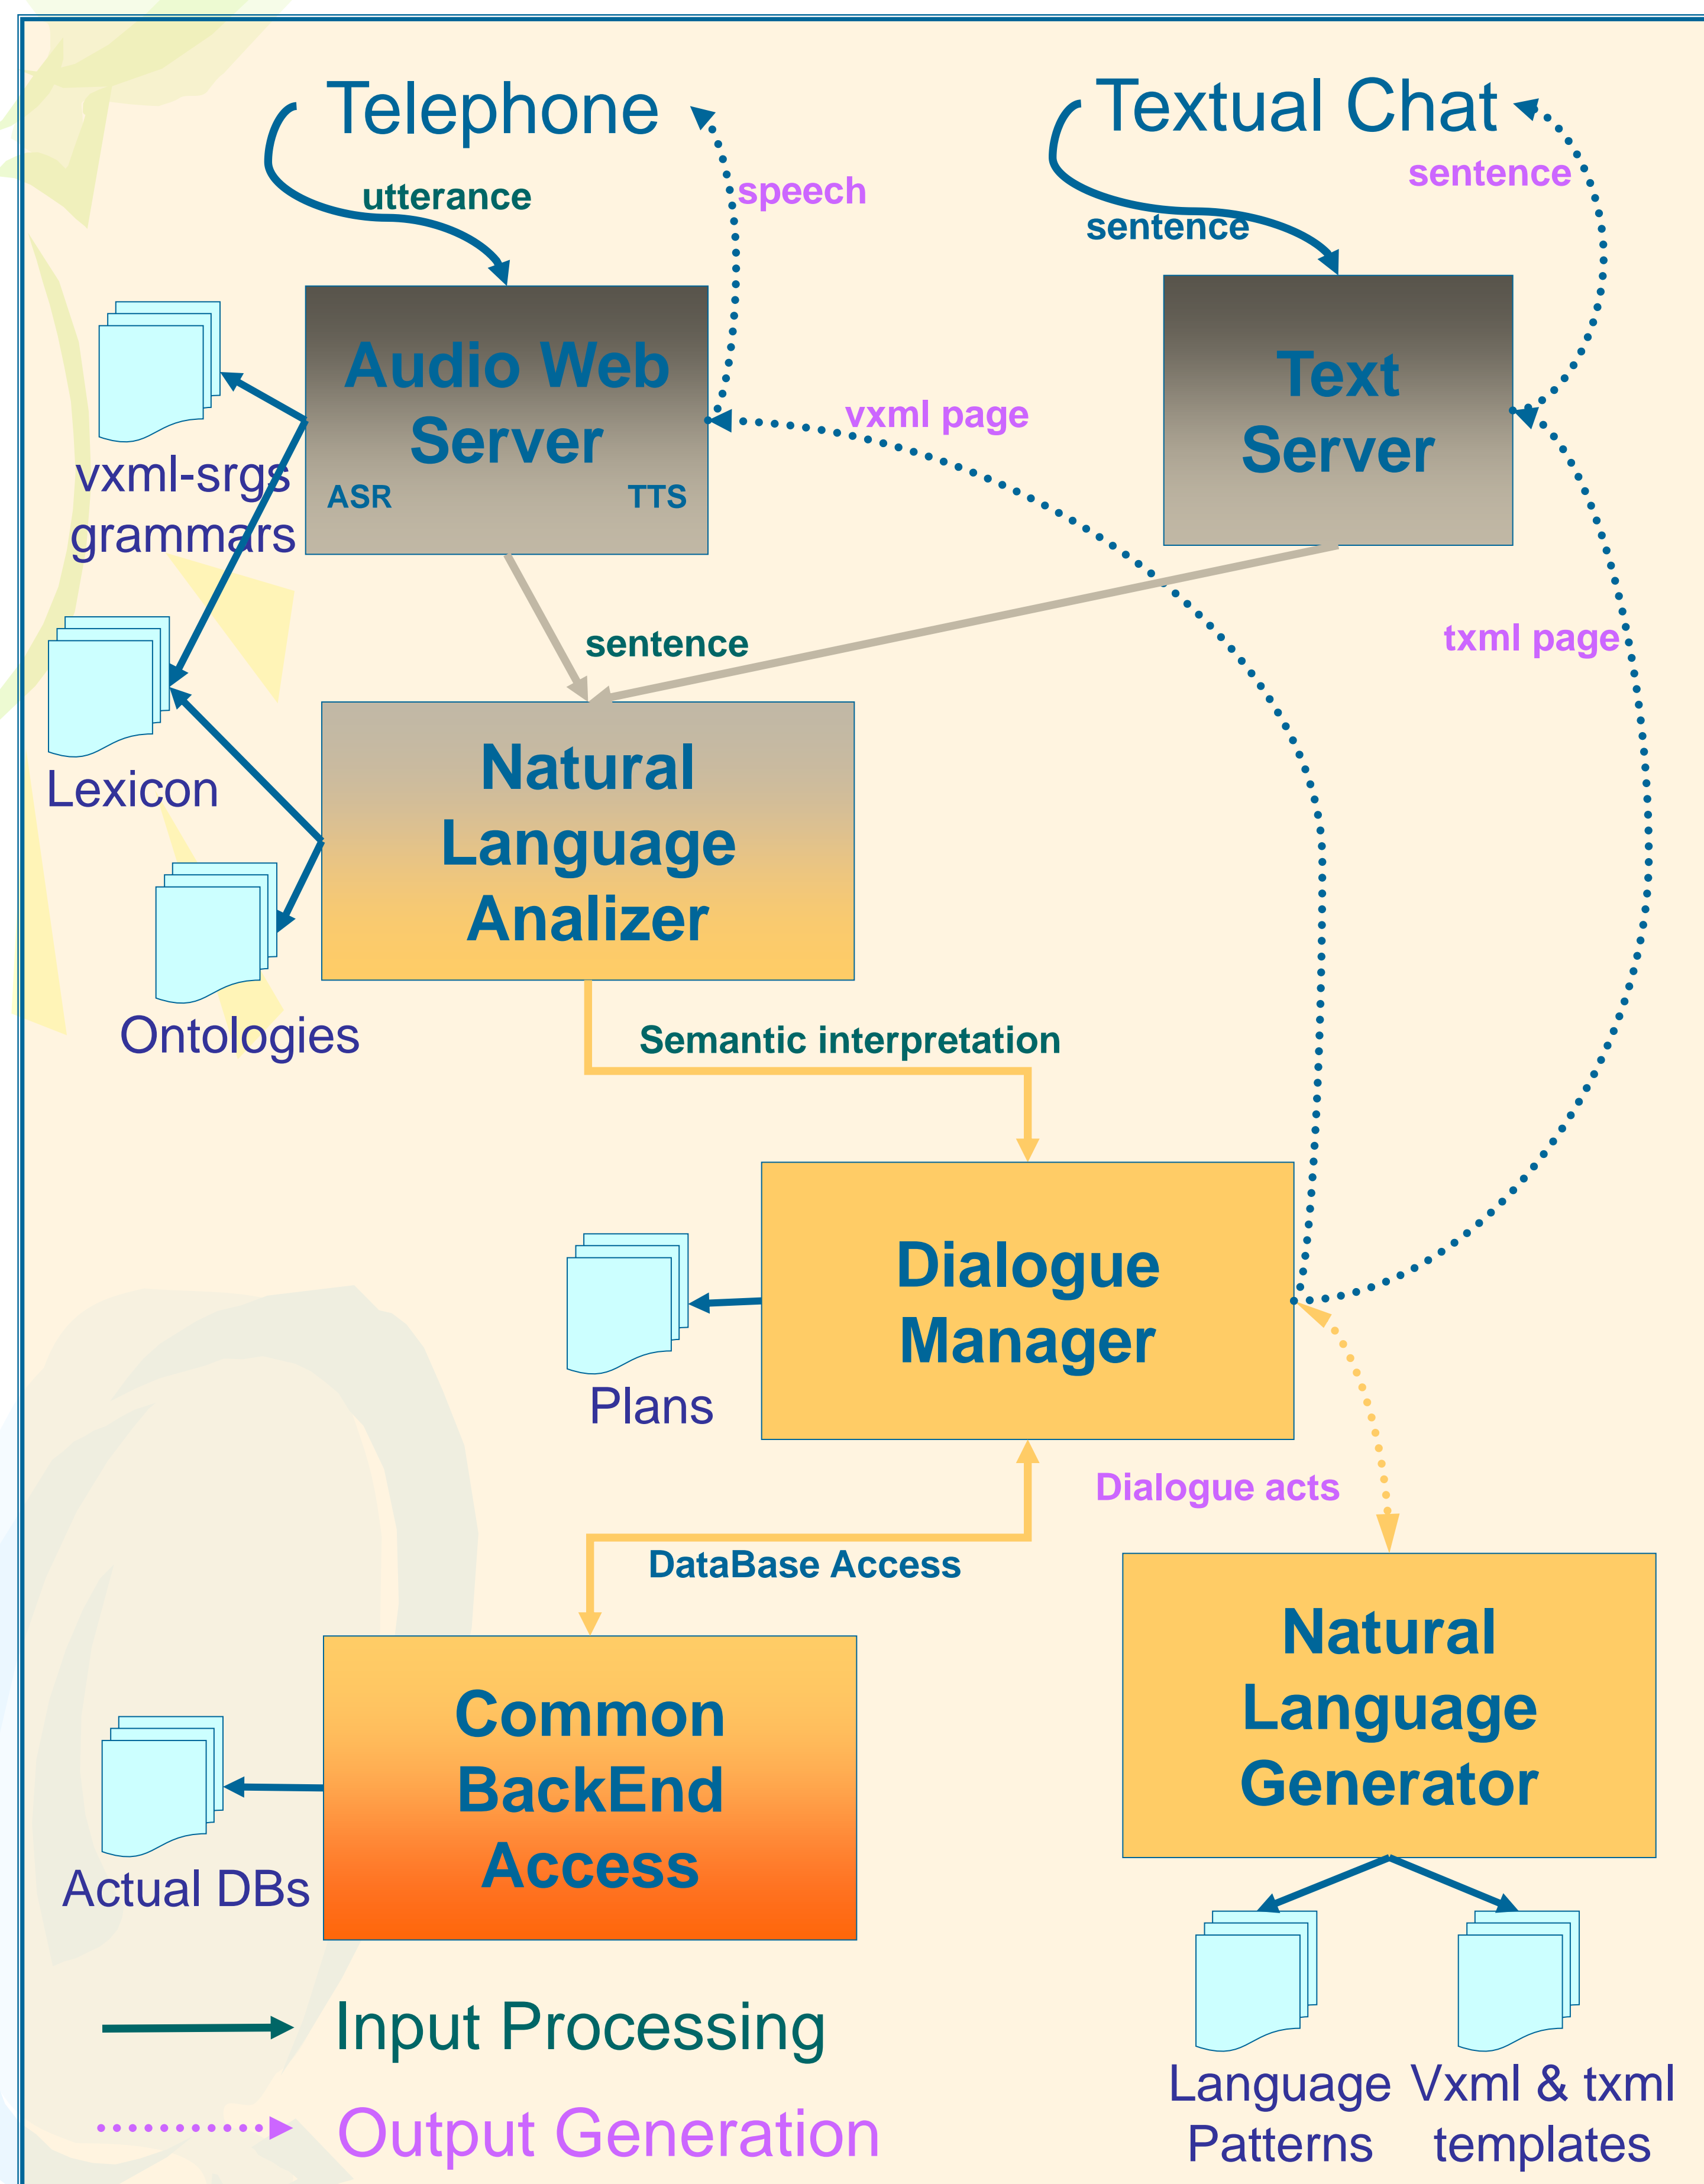 Telephone
Textual Chat
utterance
speech
sentence
sentence
Audio Web
Server
ASR
TTS
Text
Server
vxml page
vxml-srgs
grammars
sentence
txml page
Lexicon
Natural
Language
Analizer
Ontologies
Semantic interpretation
Dialogue
Manager
Plans
Dialogue acts
DataBase Access
Common
BackEnd
Access
Natural
Language
Generator
Actual DBs
Input Processing
Output Generation
Language
Patterns
Vxml & txml
templates